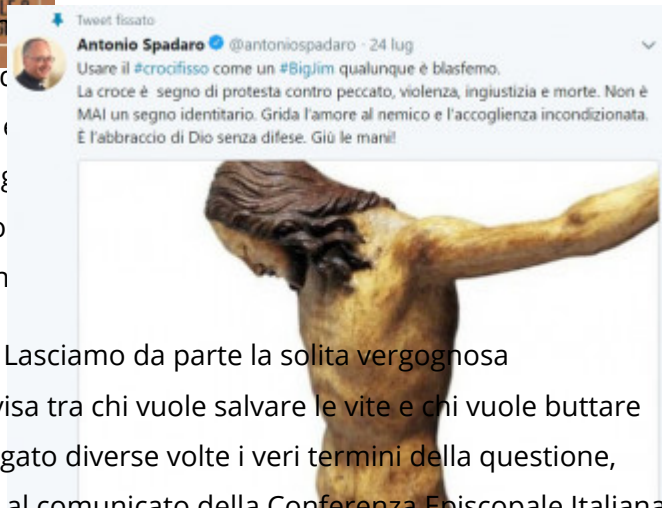 Tweet fissato
Antonio Spadaro @antoniospadaro · 24 lug
Usare il #crocifisso come un #BigJim qualunque è blasfemo.
La croce è segno di protesta contro peccato, violenza, ingiustizia e morte. Non è
MAI un segno identitario. Grida l'amore al nemico e l'accoglienza incondizionata.
È l'abbraccio di Dio senza difese. Giù le mani!
Lasciamo da parte la solita vergognosa
visa tra chi vuole salvare le vite e chi vuole buttare
gato diverse volte i veri termini della questione,
al comunicato della Conferenza Episcopale Italiana